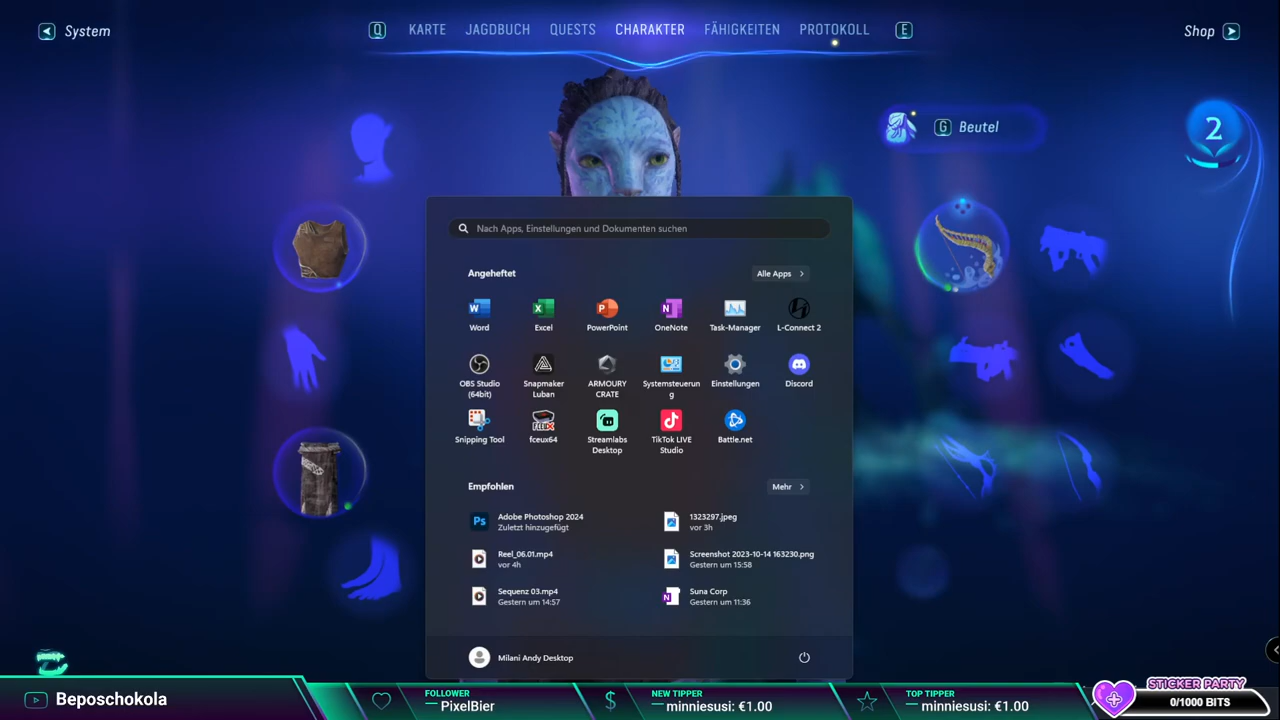 System
Q
KARTE
JAGDBUCH
QUESTS
CHARAKTER
FÄHIGKEITEN
PROTOKOLL
E
Shop
G
Beutel
2
Nach Apps, Einstellungen und Dokumenten suchen
Angeheftet
Alle Apps
Word
Excel
PowerPoint
OneNote
Task-Manager
L-Connect 2
OBS Studio
(64bit)
Snapmaker
Luban
ARMOURY
CRATE
Systemsteuerun
g
Einstellungen
Discord
Snipping Tool
fceux64
Streamlabs
Desktop
TikTok LIVE
Studio
Battle.net
Empfohlen
Mehr
Adobe Photoshop 2024
Zuletzt hinzugefügt
1323297.jpeg
vor 3h
Reel_06.01.mp4
vor 4h
Screenshot 2023-10-14 163230.png
Gestern um 15:58
Sequenz 03.mp4
Gestern um 14:57
Suna Corp
Gestern um 11:36
Milani Andy Desktop
Beposchokola
FOLLOWER
PixelBier
NEW TIPPER
minniesusi: €1.00
TOP TIPPER
minniesusi: €1.00
STICKER PARTY
0/1000 BITS